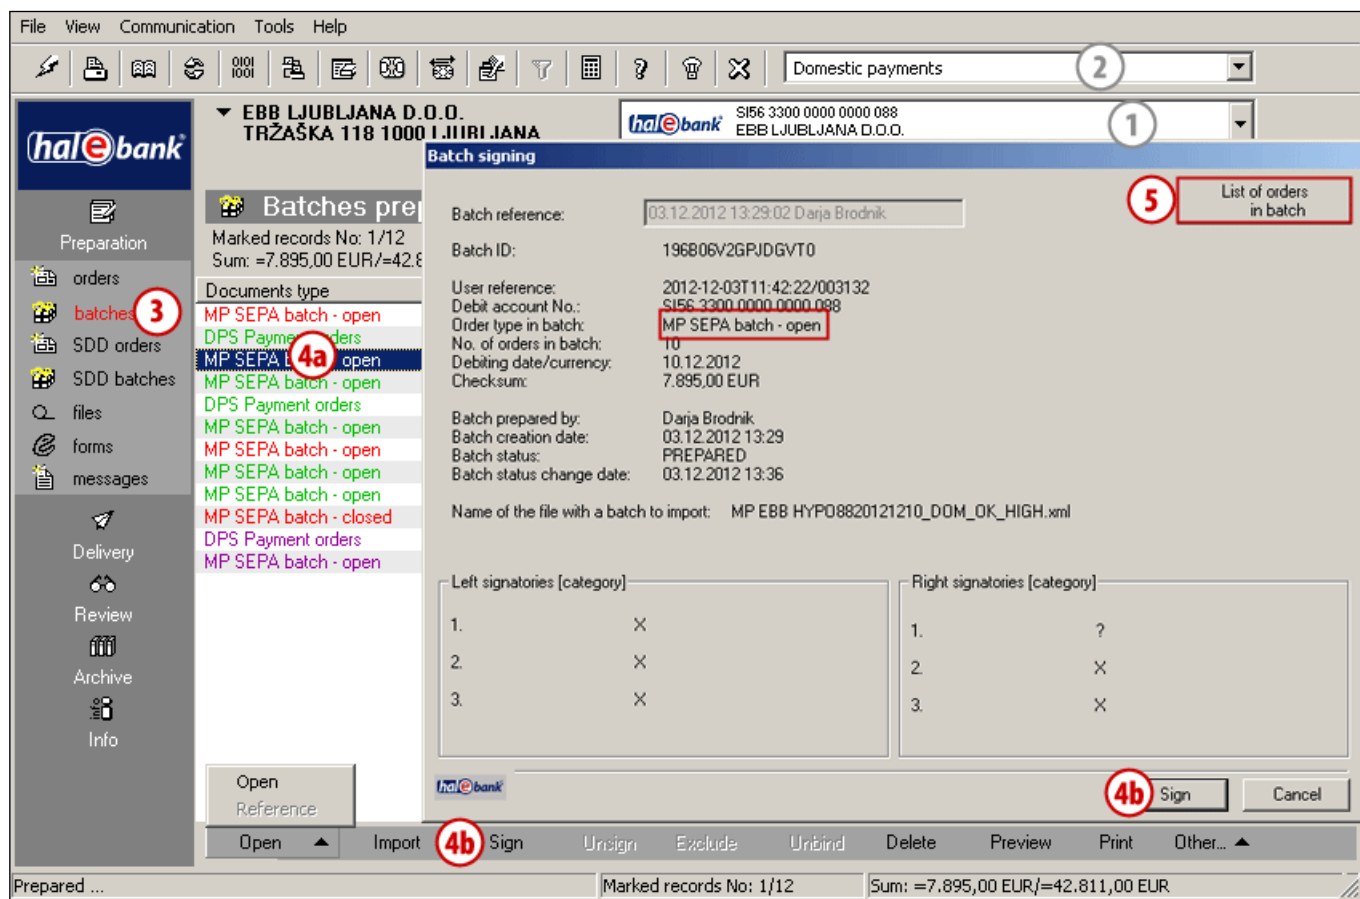 File View Communication Tools Help
Domestic payments
2
hal@bank
EBB LJUBLJANA D.O.O.
TRŽAŠKA 118 1000 LJUBLJANA
hal@bank
SI56 3300 0000 0000 088
EBB LJUBLJANA D.O.O.
1
Batch signing
Preparation
orders
batches
3
SDD orders
SDD batches
files
forms
messages
Delivery
Review
Archive
Info
Batches prep
Marked records No: 1/12
Sum: =7.895,00 EUR/=42.8
Documents type
MP SEPA batch - open
DPS Payment orders
MP SEPA open
4a
MP SEPA batch - open
DPS Payment orders
MP SEPA batch - open
MP SEPA batch - open
MP SEPA batch - open
MP SEPA batch - open
MP SEPA batch - closed
DPS Payment orders
MP SEPA batch - open
5
List of orders
in batch
Batch reference: 03.12.2012 13:29:02 Darja Brodnik
Batch ID: 196B06V2GPJDGVT0
User reference: 2012-12-03T11:42:22/003132
Debit account No.: SI56 3300 0000 0000 088
Order type in batch: MP SEPA batch - open
No. of orders in batch: 10
Debiting date/currency: 10.12.2012
Checksum: 7.895,00 EUR
Batch prepared by: Darja Brodnik
Batch creation date: 03.12.2012 13:29
Batch status: PREPARED
Batch status change date: 03.12.2012 13:36
Name of the file with a batch to import: MP EBB HYPO8820121210_DOM_OK_HIGH.xml
Left signatories [category]
1. X
2. X
3. X
Right signatories [category]
1. ?
2. X
3. X
hal@bank
4b
Sign
Cancel
Open
Reference
Open Import 4b Sign Unsign Exclude Unbind Delete Preview Print Other...
Prepared ...
Marked records No: 1/12
Sum: =7.895,00 EUR/=42.811,00 EUR